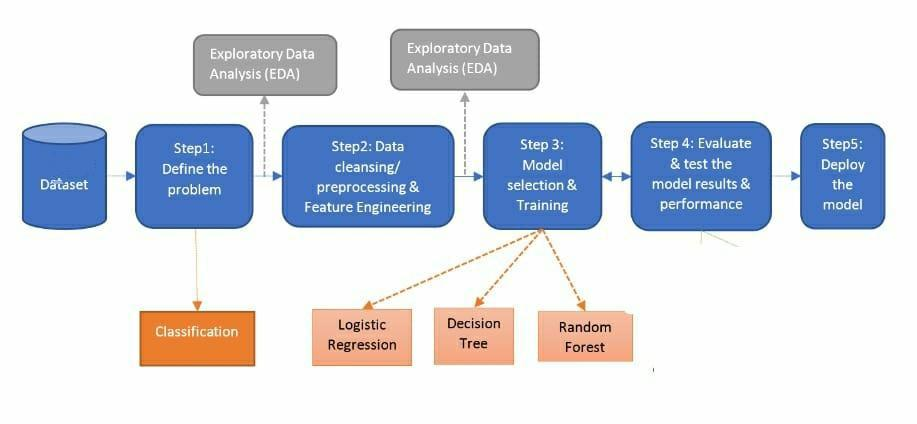 Exploratory Data
Analysis (EDA)
Exploratory Data
Analysis (EDA)
Dataset
Step1:
Define the
problem
Step2: Data
cleansing/
preprocessing &
Feature Engineering
Step 3:
Model
selection &
Training
Step 4: Evaluate
& test the
model results &
performance
Step5:
Deploy
the
model
Classification
Logistic
Regression
Decision
Tree
Random
Forest